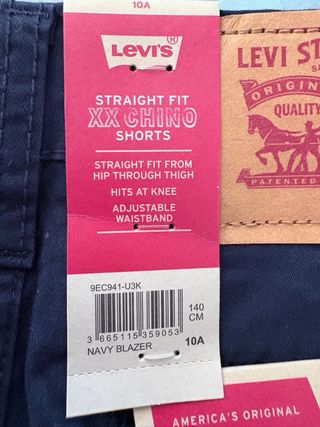 10A
Levi's®
STRAIGHT FIT
XX CHINO
SHORTS
STRAIGHT FIT FROM
HIP THROUGH THIGH
HITS AT KNEE
ADJUSTABLE
WAISTBAND
9EC941-U3K
140
CM
3 665115 359053
NAVY BLAZER
10A
LEVI ST
ORIGIN
QUALITY
PATENTED
AMERICA'S ORIGINAL